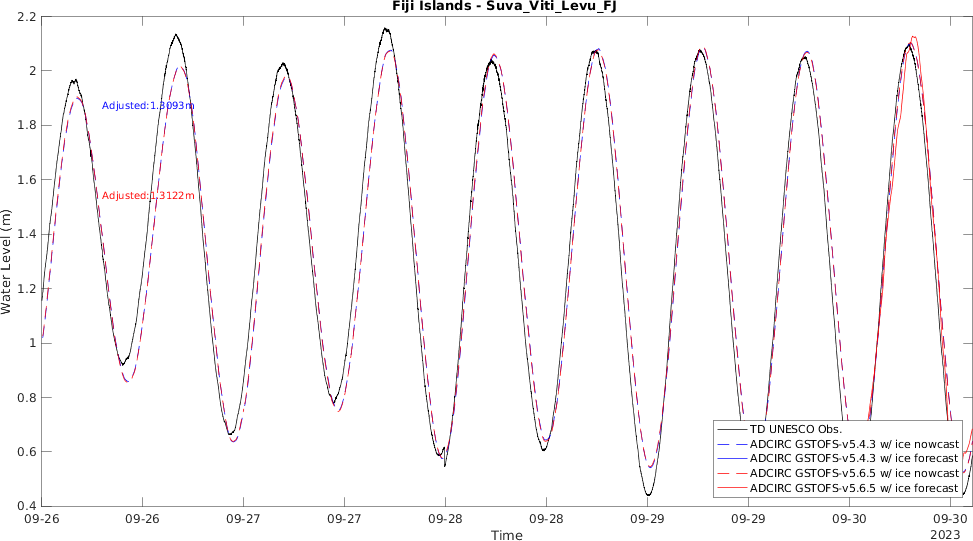 Fiji Islands - Suva_Viti_Levu_FJ
2.2
2
1.8
1.6
1.4
1.2
1
0.8
0.6
0.4
Water Level (m)
Adjusted:1.3093m
Adjusted:1.3122m
TD UNESCO Obs.
ADCIRC GSTOFS-v5.4.3 w/ ice nowcast
ADCIRC GSTOFS-v5.4.3 w/ ice forecast
ADCIRC GSTOFS-v5.6.5 w/ ice nowcast
ADCIRC GSTOFS-v5.6.5 w/ ice forecast
09-26 09-26 09-27 09-27 09-28 09-28 09-29 09-29 09-30 09-30
2023
Time